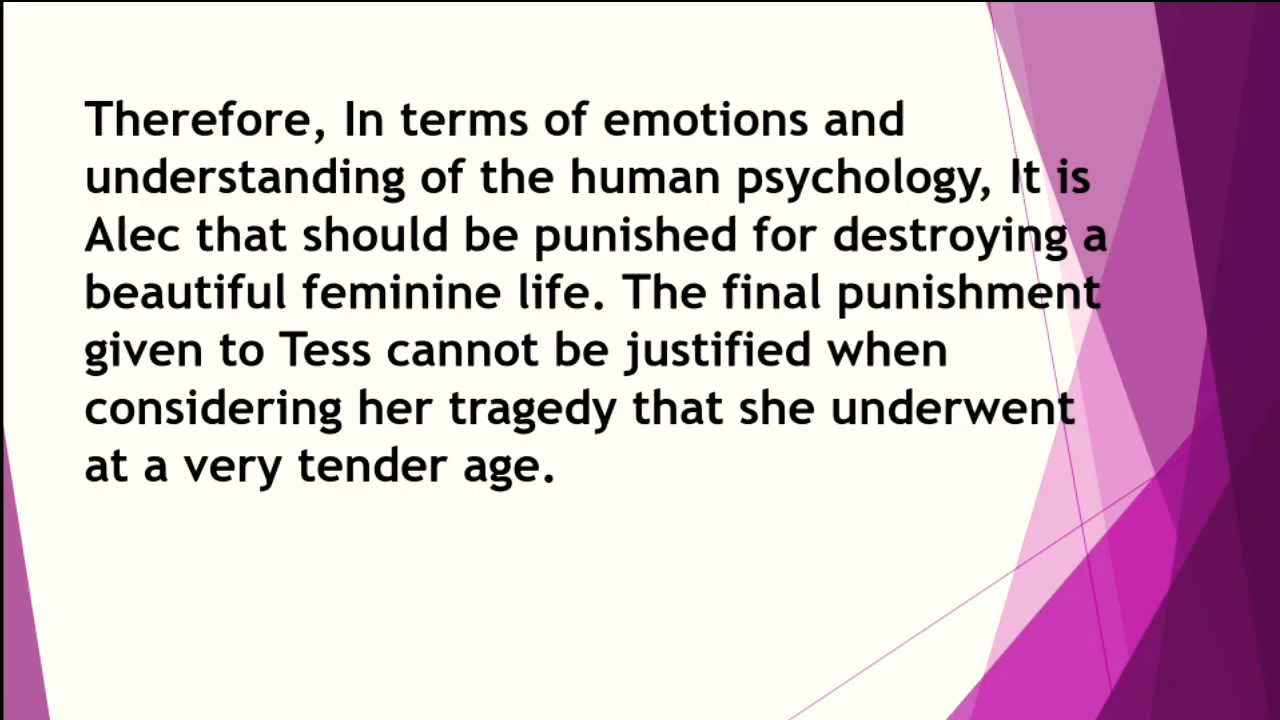 Therefore, In terms of emotions and
understanding of the human psychology, It is
Alec that should be punished for destroying a
beautiful feminine life. The final punishment
given to Tess cannot be justified when
considering her tragedy that she underwent
at a very tender age.